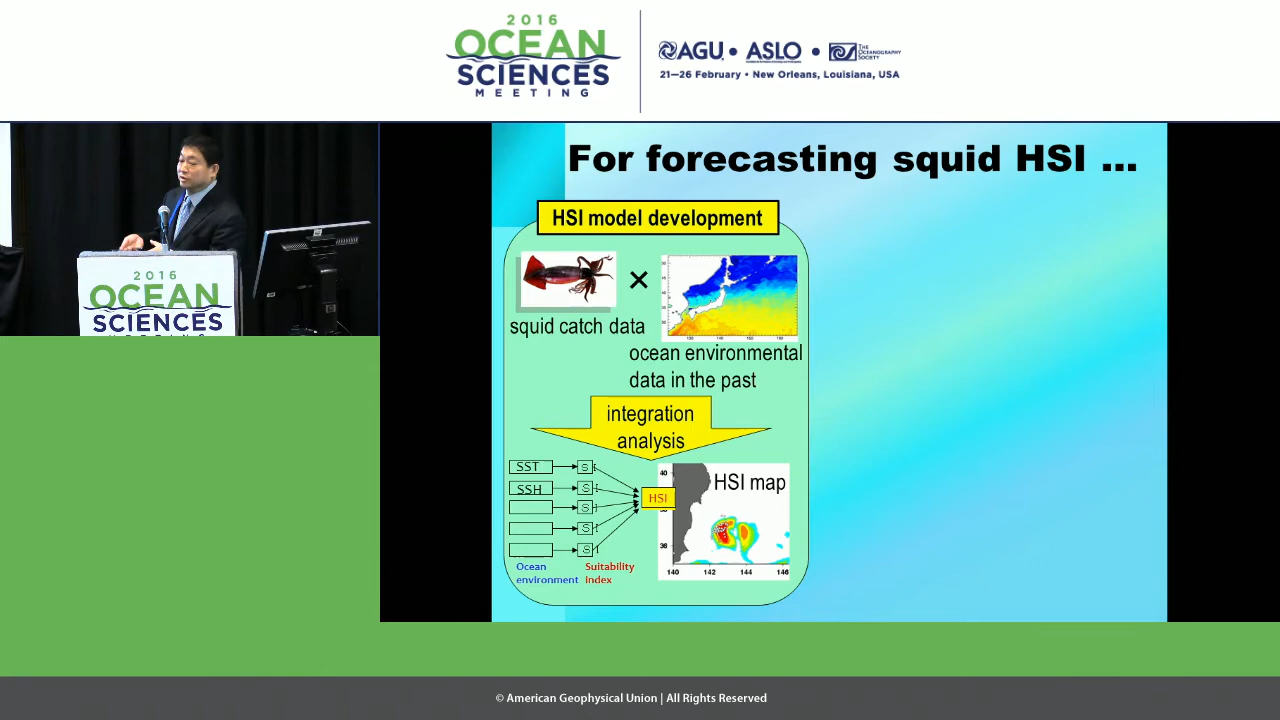 2016
OCEAN
SCIENCES
MEETING
AGU • ASLO • THE OCEANOGRAPHY SOCIETY
21—26 February • New Orleans, Louisiana, USA
2016
OCEAN
SCIENCES
For forecasting squid HSI ...
HSI model development
×
squid catch data
ocean environmental
data in the past
integration
analysis
SST
SSH
S
S
S
S
S
HSI
HSI map
40
36
140 142 144 146
Ocean
environment
Suitability
Index
© American Geophysical Union | All Rights Reserved